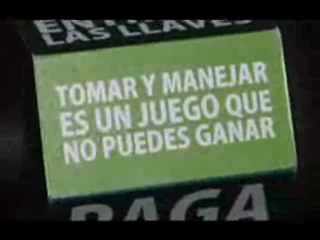 LAS LLAVES
TOMAR Y MANEJAR
ES UN JUEGO QUE
NO PUEDES GANAR
PAGA